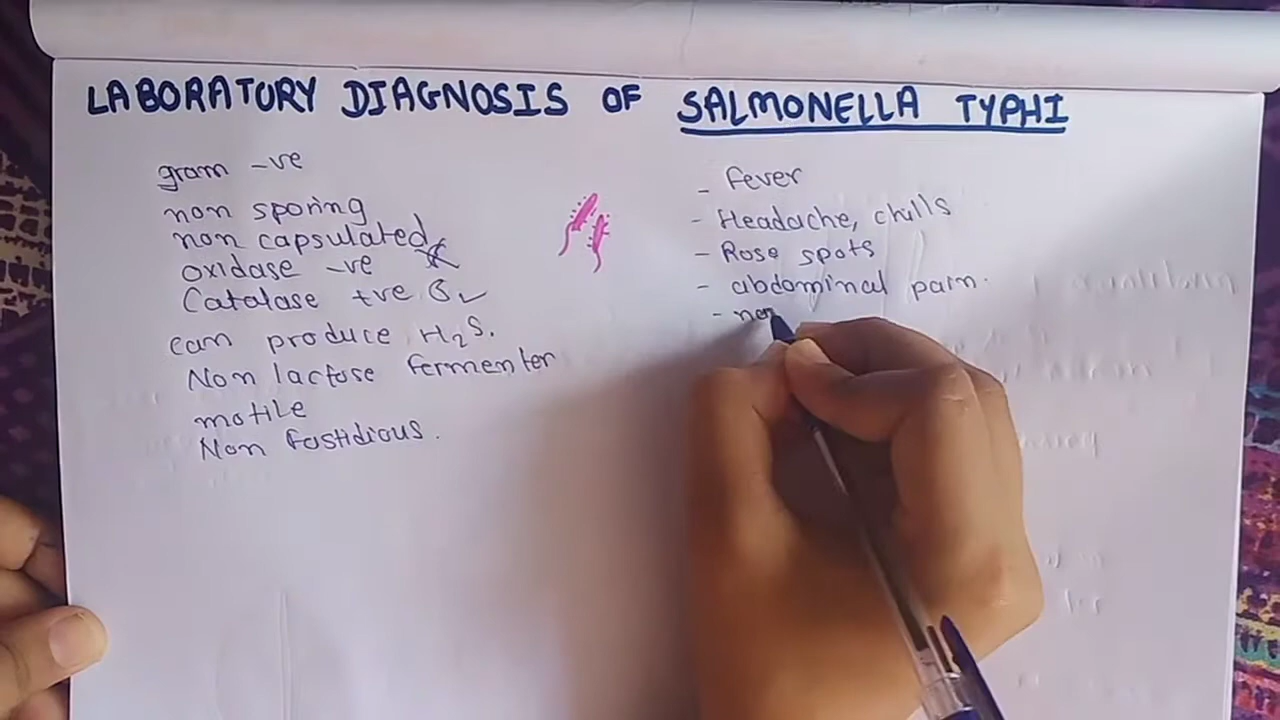 LABORATORY DIAGNOSIS OF SALMONELLA TYPHI
gram -ve
non sporing
non capsulated
oxidase -ve
Catalase +ve
can produce H₂S.
Non lactose fermenter
motile
Non fastidious.
- Fever
- Headache, chills
- Rose spots
- abdominal pain.
-